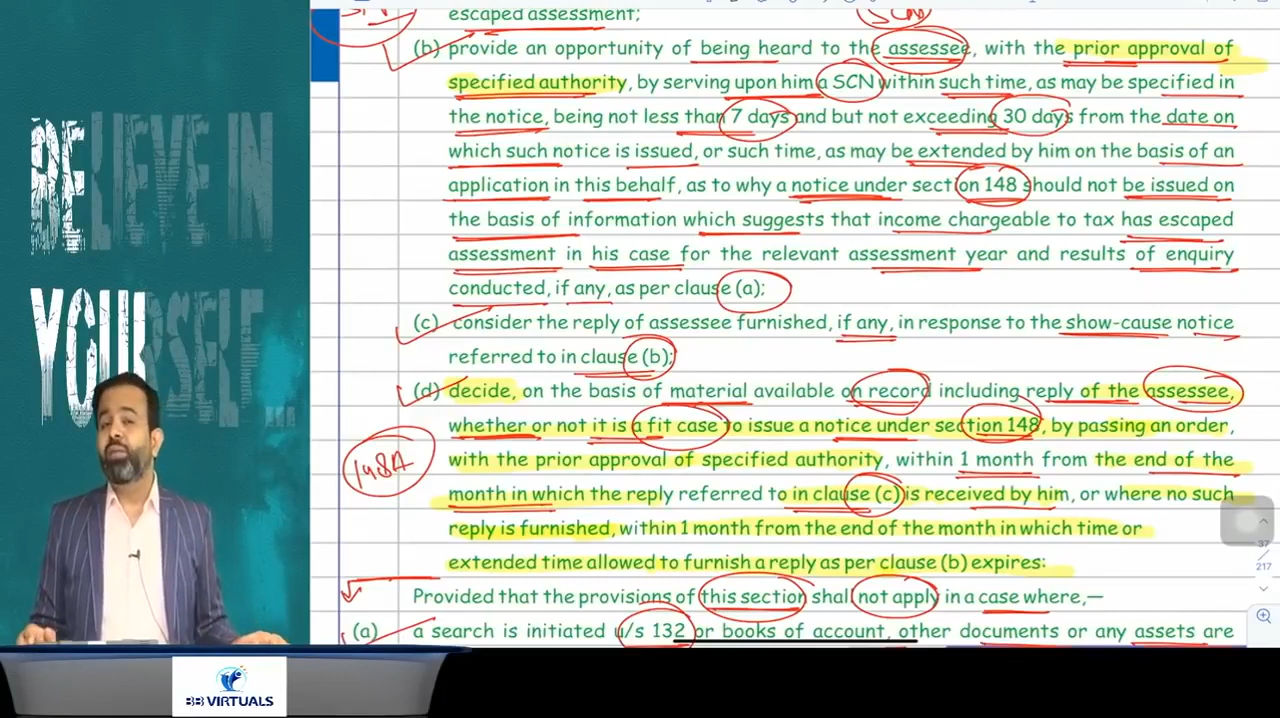 escaped assessment;
(SCN)
(b) provide an opportunity of being heard to the assessee, with the prior approval of
specified authority, by serving upon him a SCN within such time, as may be specified in
the notice, being not less than 7 days and but not exceeding 30 days from the date on
which such notice is issued, or such time, as may be extended by him on the basis of an
application in this behalf, as to why a notice under section 148 should not be issued on
the basis of information which suggests that income chargeable to tax has escaped
assessment in his case for the relevant assessment year and results of enquiry
conducted, if any, as per clause (a);
(c) consider the reply of assessee furnished, if any, in response to the show-cause notice
referred to in clause (b);
(d) decide, on the basis of material available on record including reply of the assessee,
whether or not it is a fit case to issue a notice under section 148, by passing an order,
with the prior approval of specified authority, within 1 month from the end of the
month in which the reply referred to in clause (c) is received by him, or where no such
reply is furnished, within 1 month from the end of the month in which time or
extended time allowed to furnish a reply as per clause (b) expires:
148A
Provided that the provisions of this section shal not apply in a case where,—
(a) a search is initiated u/s 132 or books of account, other documents or any assets are
BELIEVE IN
YOURSELF...
BB VIRTUALS
37
/
217